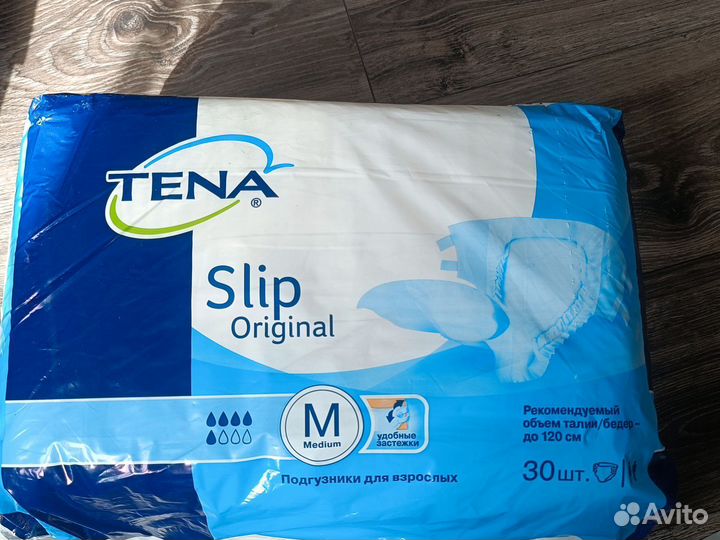 TENA®
Slip
Original
M
Medium
удобные
застежки
Рекомендуемый
объем талии/бедер-
до 120 см
Подгузники для взрослых
30 шт.
Avito